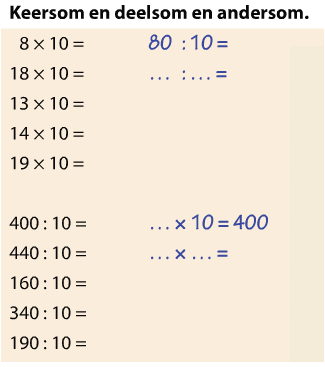 Keersom en deelsom en andersom.
8 × 10 = 80 : 10 =
18 × 10 = ... : ... =
13 × 10 =
14 × 10 =
19 × 10 =
400 : 10 = ... × 10 = 400
440 : 10 = ... × ... =
160 : 10 =
340 : 10 =
190 : 10 =